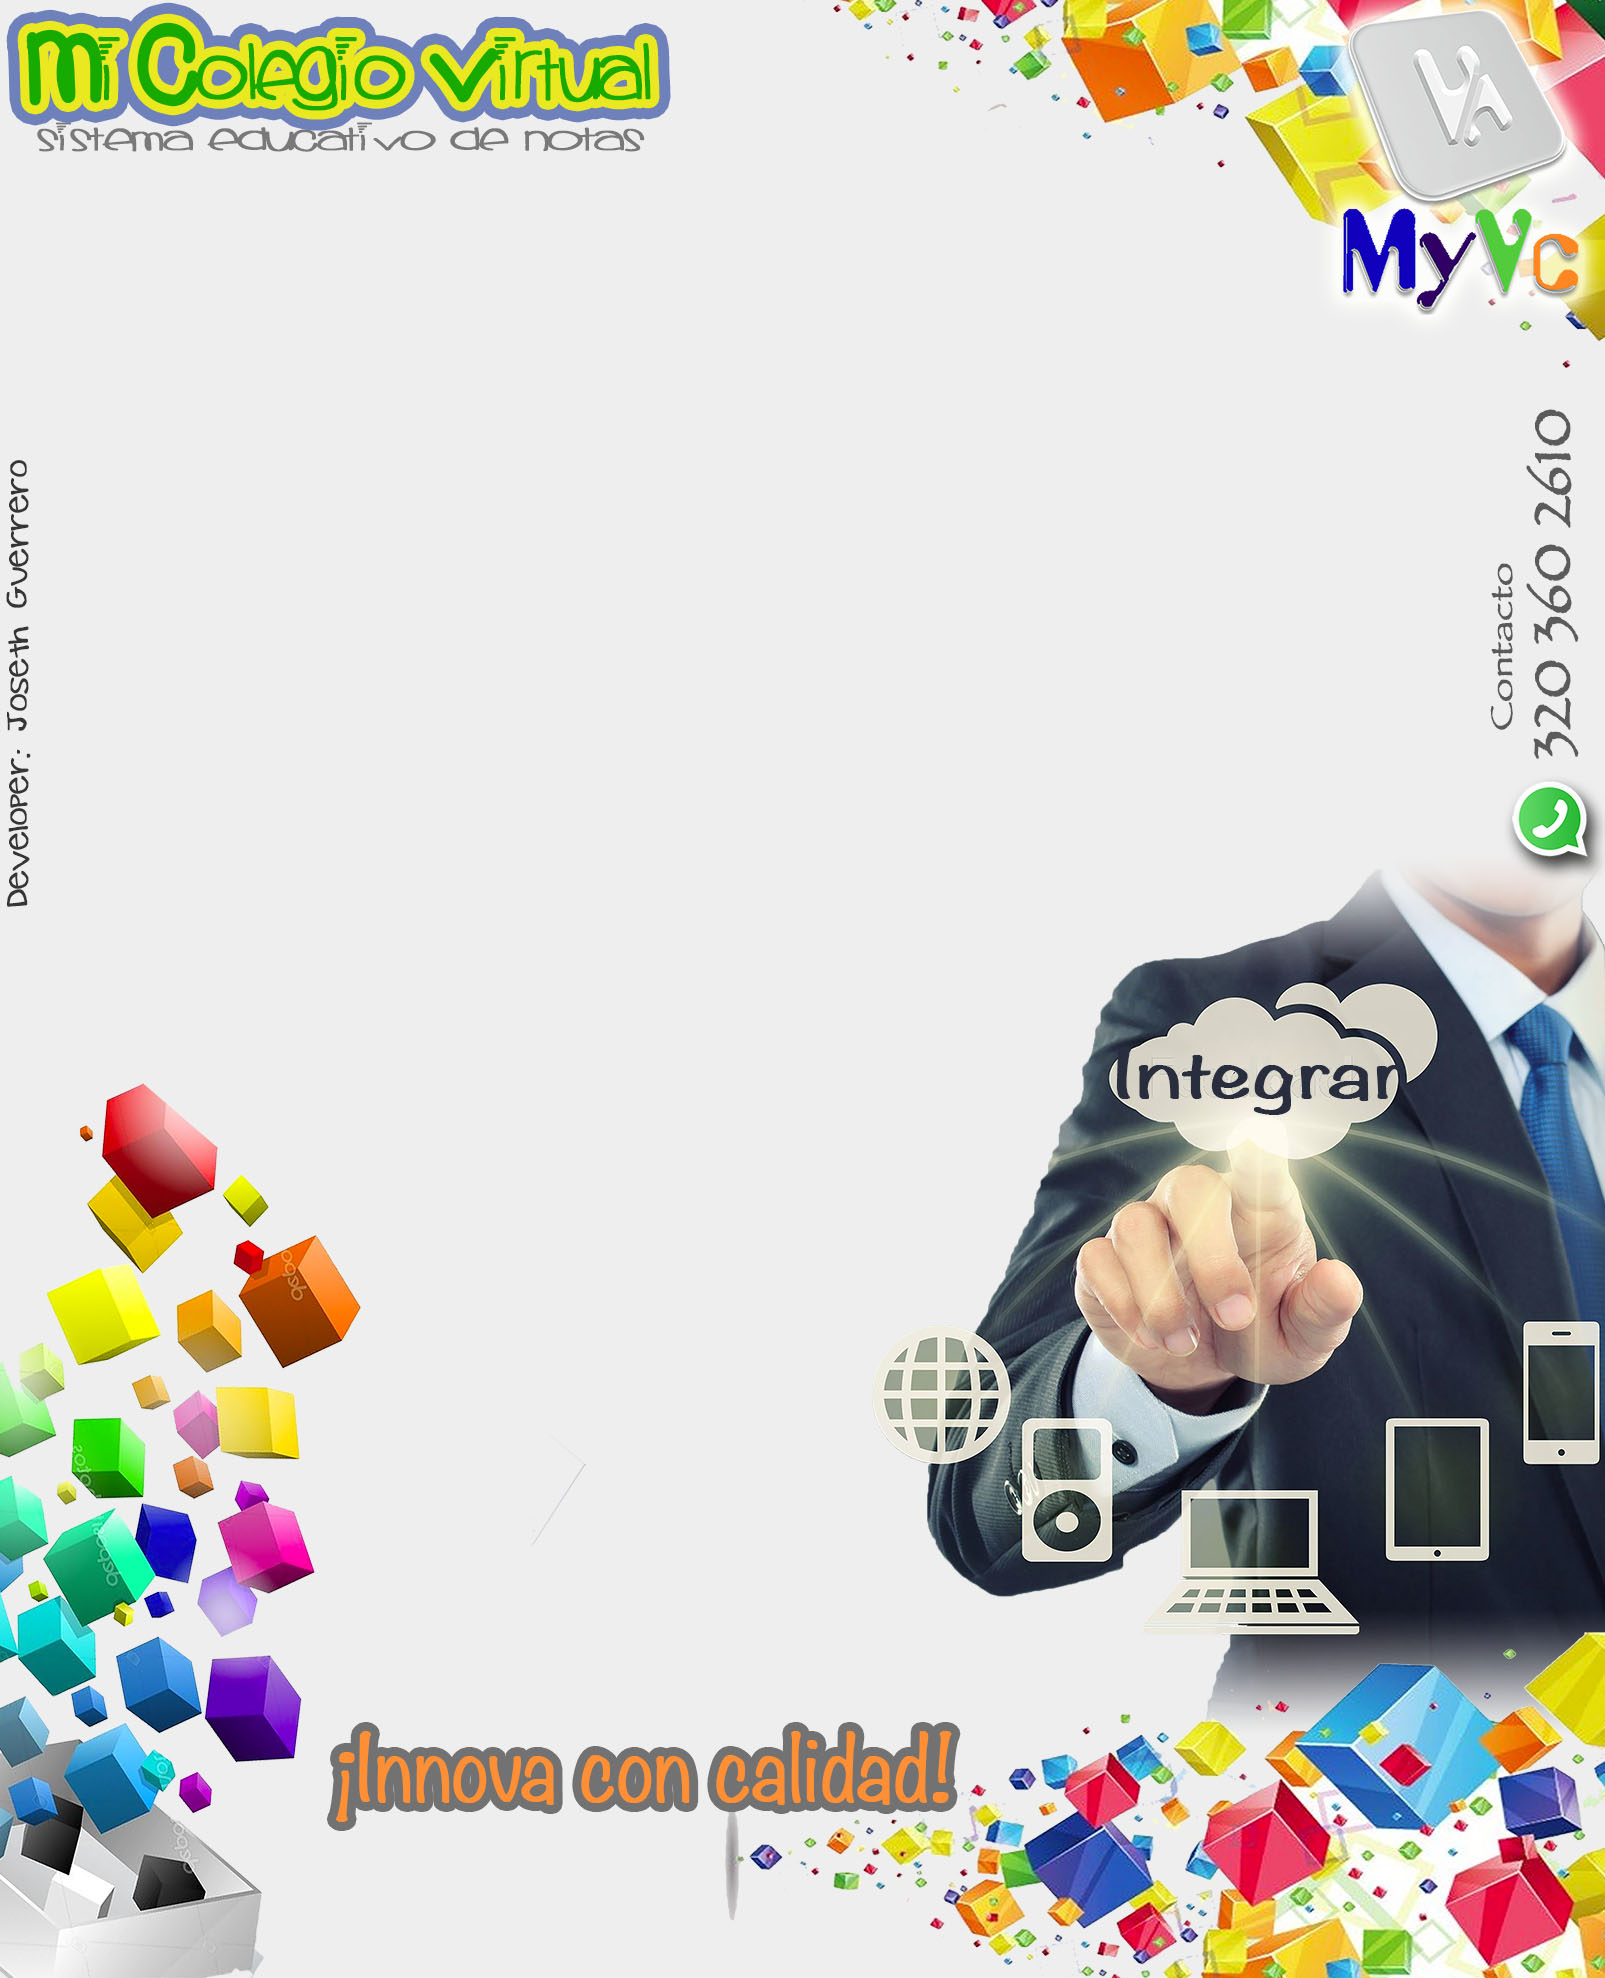 Mi Colegio Virtual
sistema educativo de notas
MyVc
Developer: Joseth Guerrero
Contacto
320 360 2610
Integrar
¡Innova con calidad!